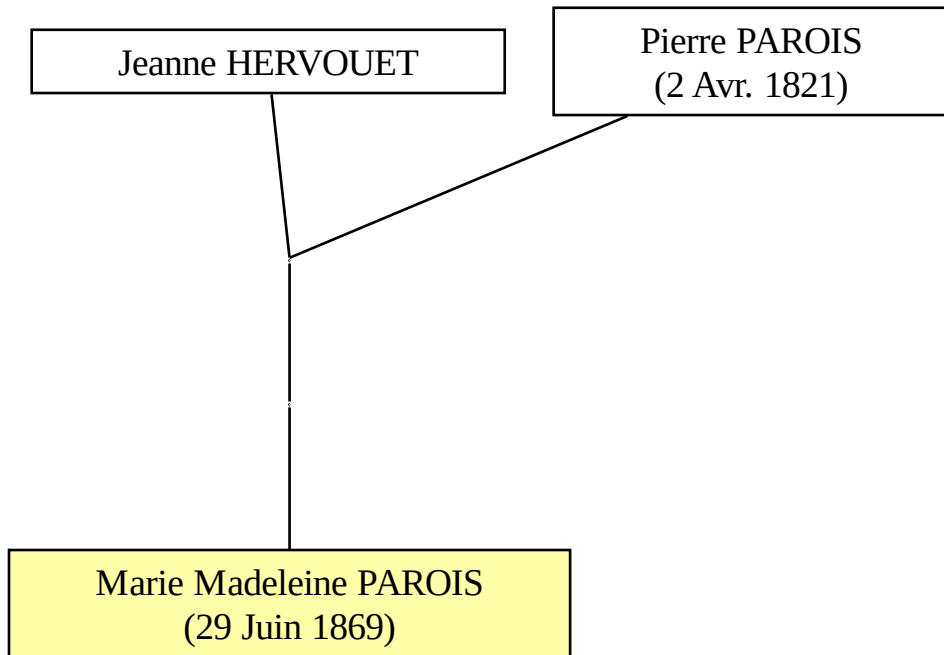 Jeanne HERVOUET
Pierre PAROIS
(2 Avr. 1821)
Marie Madeleine PAROIS
(29 Juin 1869)